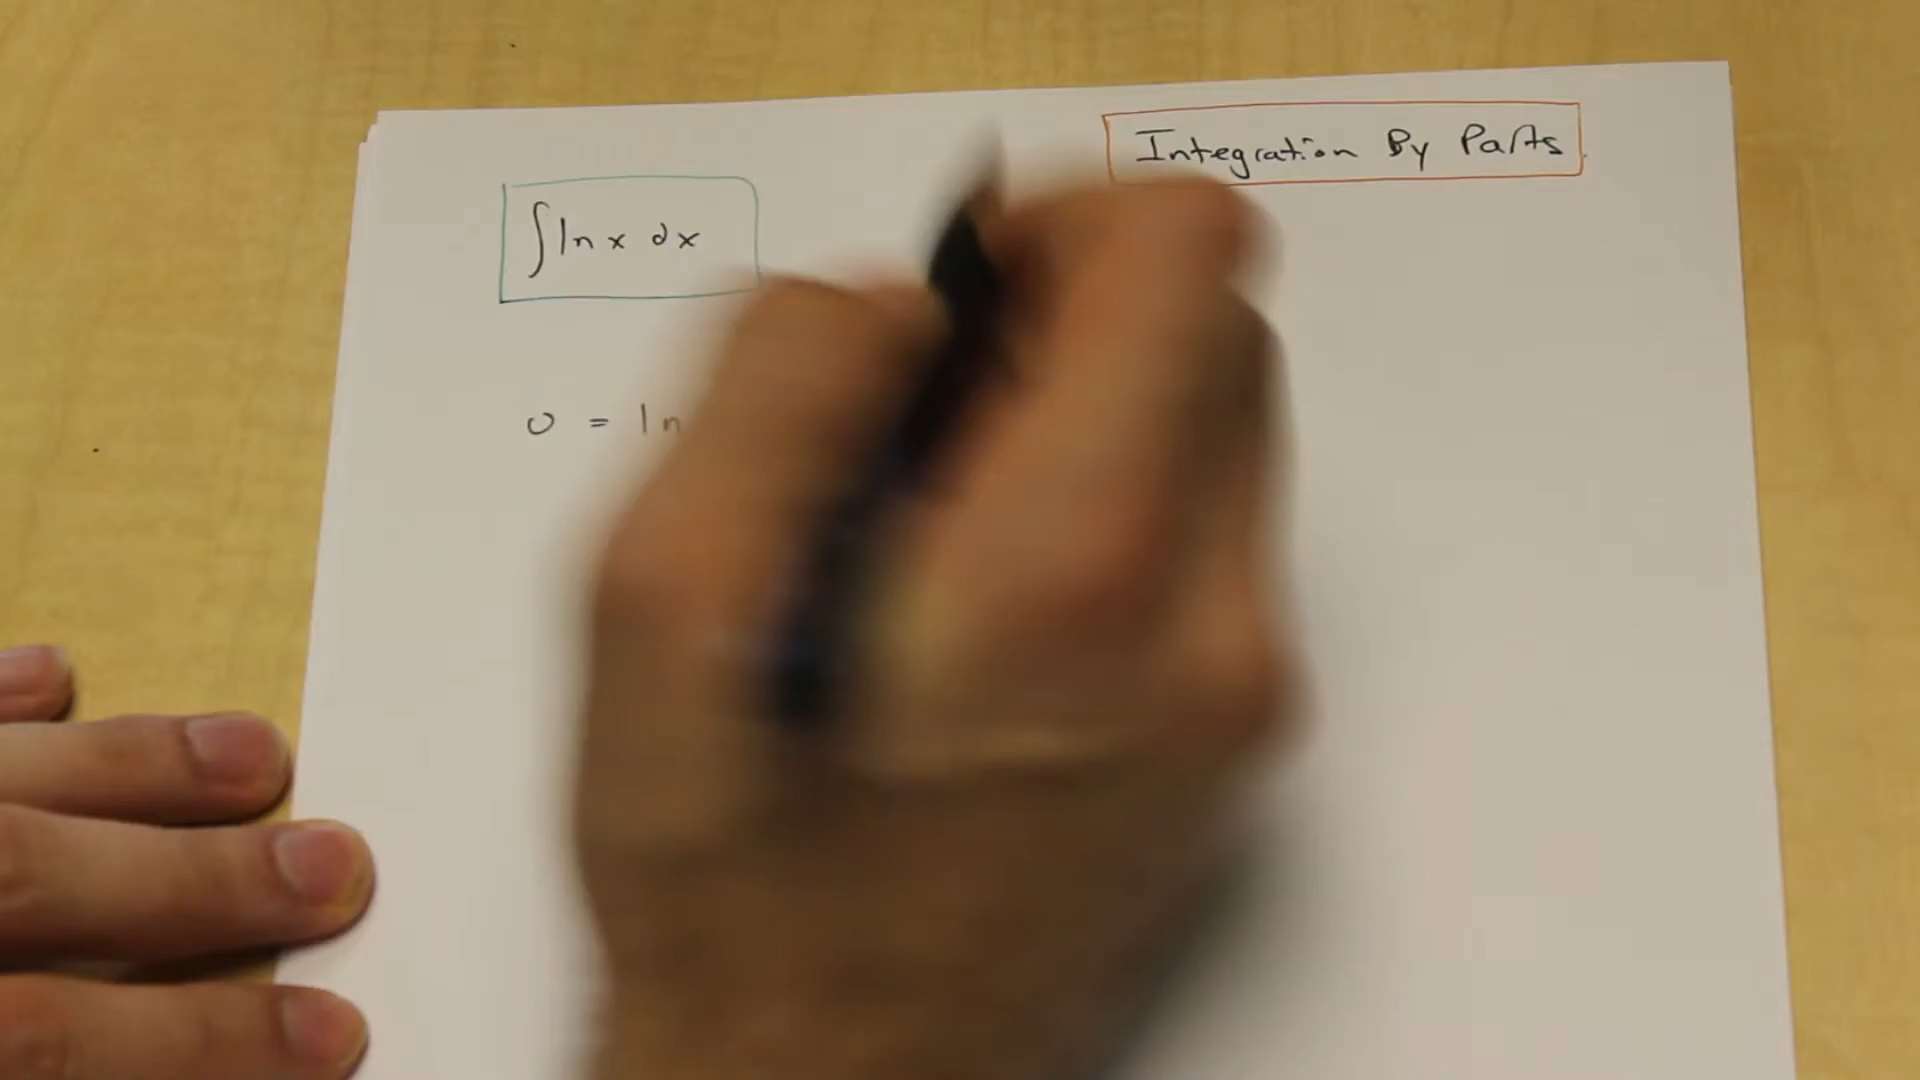 Integration By Parts
∫ ln x dx
u = ln